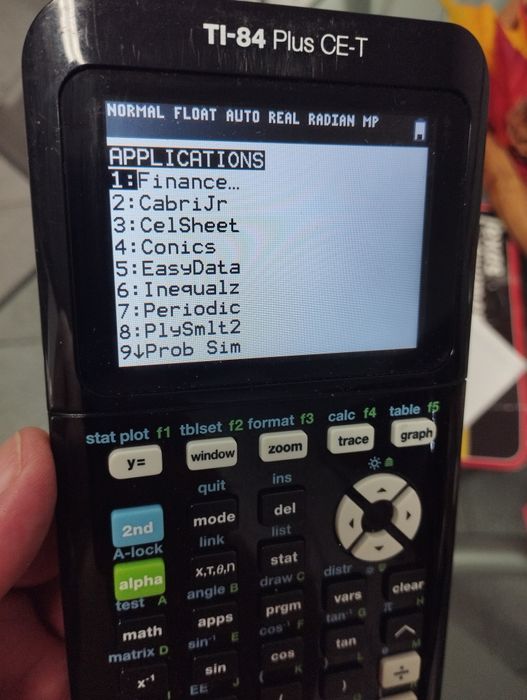 TI-84 Plus CE-T
NORMAL FLOAT AUTO REAL RADIAN MP
APPLICATIONS
1:Finance…
2:CabriJr
3:CelSheet
4:Conics
5:EasyData
6:Inequalz
7:Periodic
8:PlySmlt2
9↓Prob Sim
stat plot f1 tblset f2 format f3 calc f4 table f5
y= window zoom trace graph
quit ins
2nd mode del
A-lock link list
alpha X,T,θ,n stat
test A angle B draw C distr
math apps prgm vars clear
matrix D sin⁻¹ E cos⁻¹ F tan⁻¹ G π H
x⁻¹ sin cos tan ^
EE J ( K ) L e M
÷